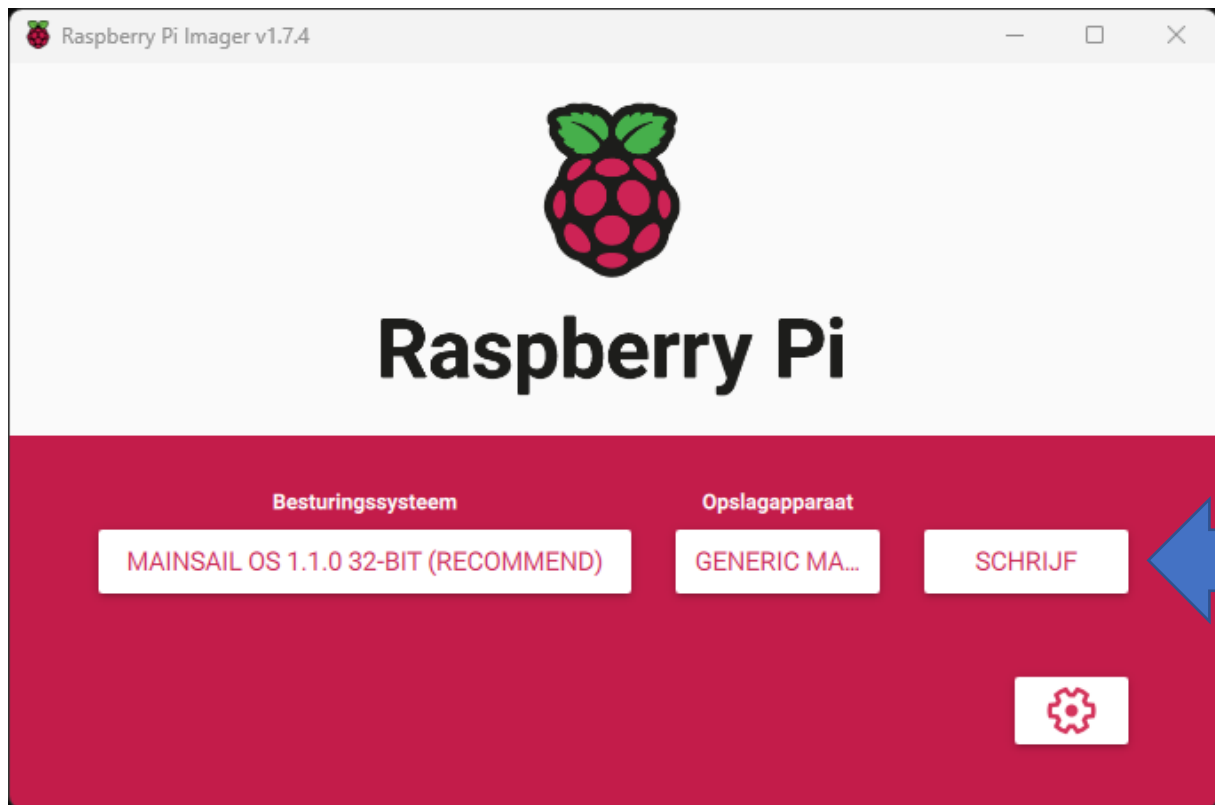 Raspberry Pi Imager v1.7.4
Raspberry Pi
Besturingssysteem
Opslagapparaat
MAINSAIL OS 1.1.0 32-BIT (RECOMMEND)
GENERIC MA...
SCHRIJF